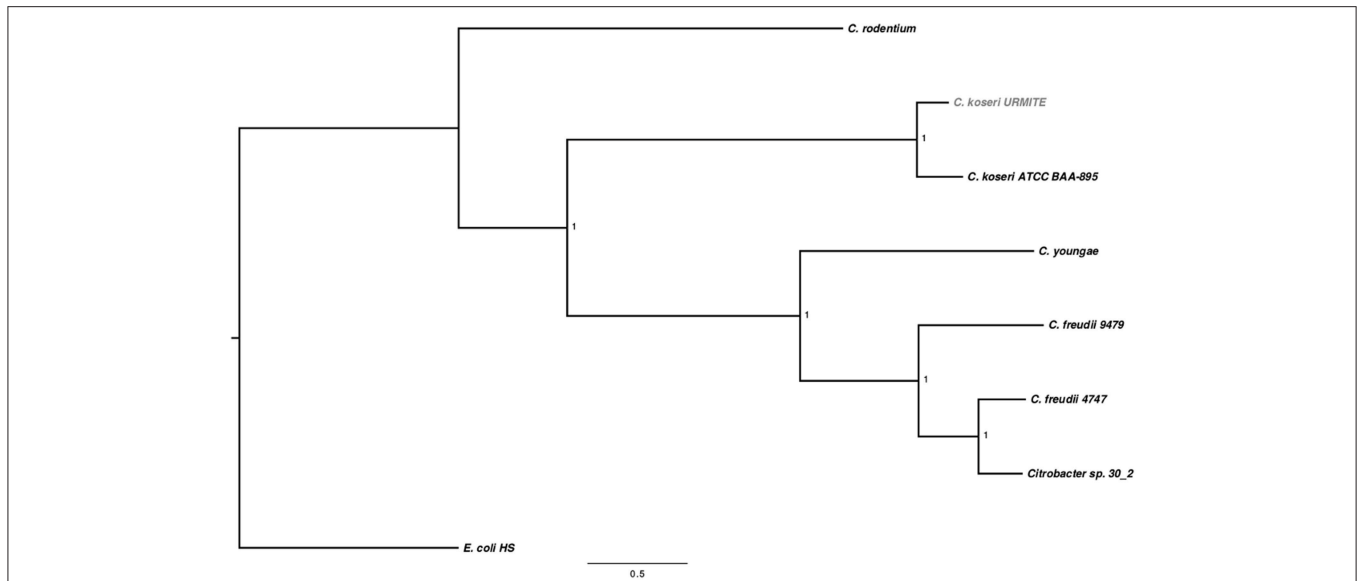 C. rodentium
C. koseri URMITE
1
C. koseri ATCC BAA-895
1
C. youngae
1
C. freudii 9479
1
C. freudii 4747
1
Citrobacter sp. 30_2
E. coli HS
0.5